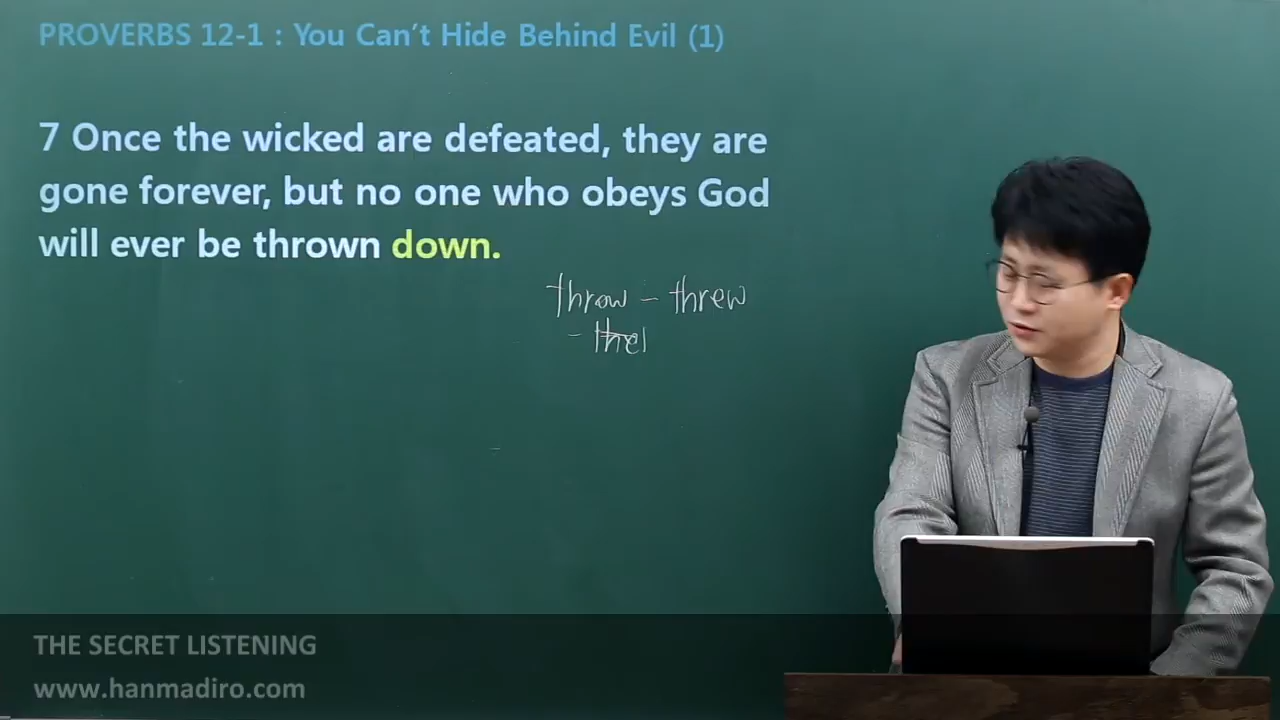 PROVERBS 12-1 : You Can't Hide Behind Evil (1)
7 Once the wicked are defeated, they are
gone forever, but no one who obeys God
will ever be thrown down.
throw - threw
-
THE SECRET LISTENING
www.hanmadiro.com